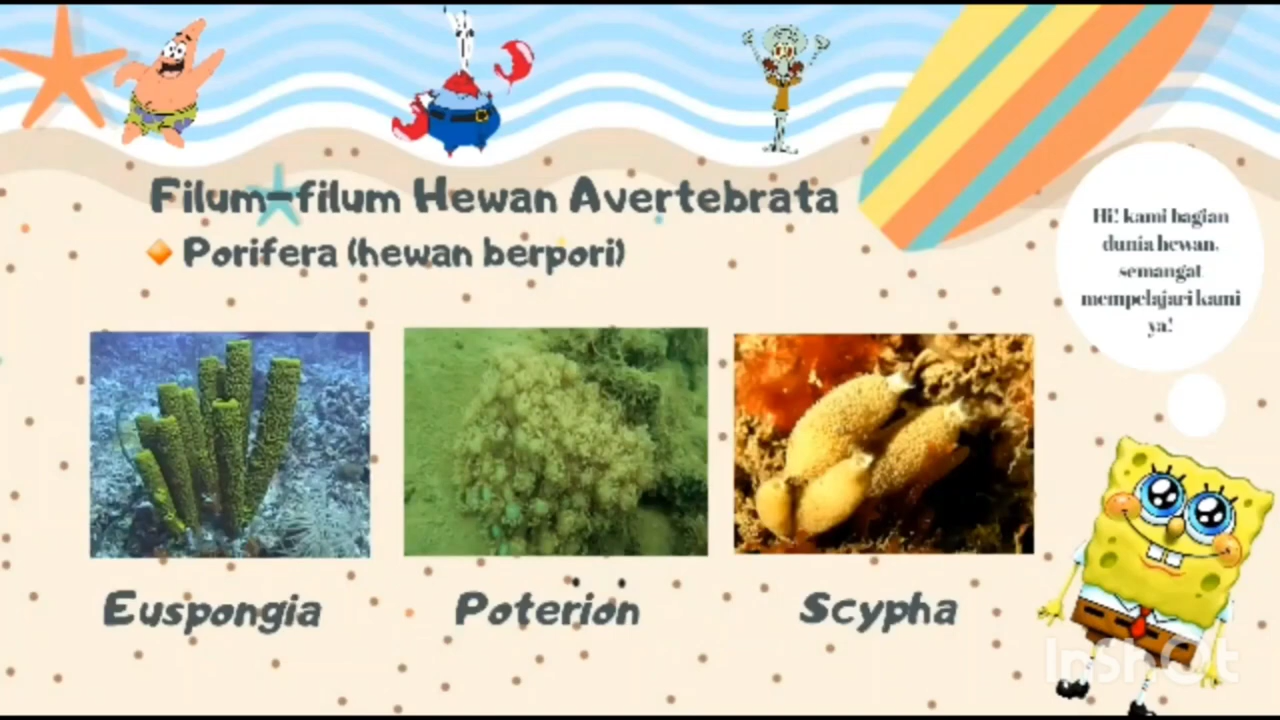 Filum-filum Hewan Avertebrata
Porifera (hewan berpori)
Hi! kami bagian
dunia hewan,
semangat
mempelajari kami
ya!
Euspongia
Poterion
Scypha
InShOt